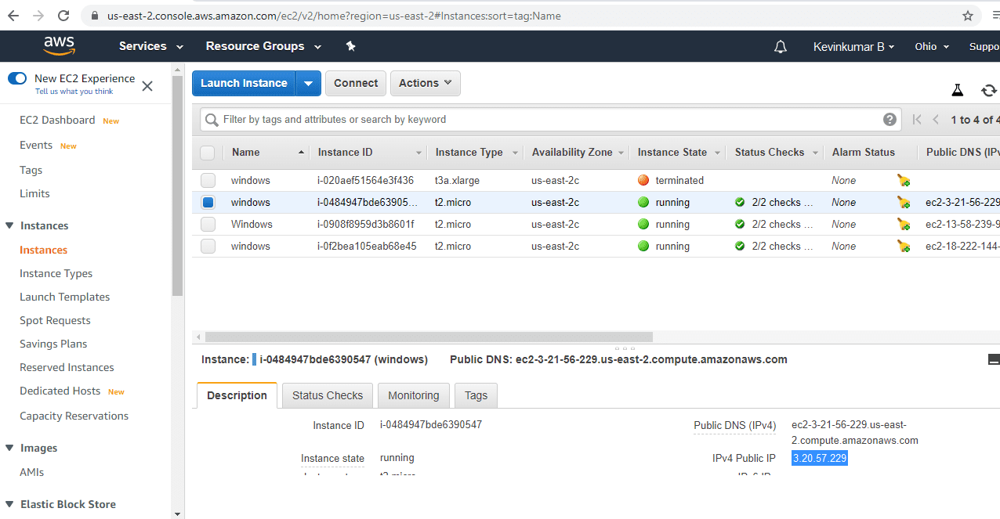 us-east-2.console.aws.amazon.com/ec2/v2/home?region=us-east-2#Instances:sort=tag:Name
aws Services Resource Groups Kevinkumar B Ohio Suppo
New EC2 Experience
Tell us what you think
EC2 Dashboard New
Events New
Tags
Limits
Instances
Instances
Instance Types
Launch Templates
Spot Requests
Savings Plans
Reserved Instances
Dedicated Hosts New
Capacity Reservations
Images
AMIs
Elastic Block Store
Launch Instance Connect Actions
Filter by tags and attributes or search by keyword ? 1 to 4 of 4
Name Instance ID Instance Type Availability Zone Instance State Status Checks Alarm Status Public DNS (IPv
windows i-020aef51564e3f436 t3a.xlarge us-east-2c terminated None
windows i-0484947bde63905... t2.micro us-east-2c running 2/2 checks ... None ec2-3-21-56-229
Windows i-0908f8959d3b8601f t2.micro us-east-2c running 2/2 checks ... None ec2-13-58-239-9
windows i-0f2bea105eab68e45 t2.micro us-east-2c running 2/2 checks ... None ec2-18-222-144-
Instance: i-0484947bde6390547 (windows) Public DNS: ec2-3-21-56-229.us-east-2.compute.amazonaws.com
Description Status Checks Monitoring Tags
Instance ID i-0484947bde6390547 Public DNS (IPv4) ec2-3-21-56-229.us-east-
2.compute.amazonaws.com
Instance state running IPv4 Public IP 3.20.57.229